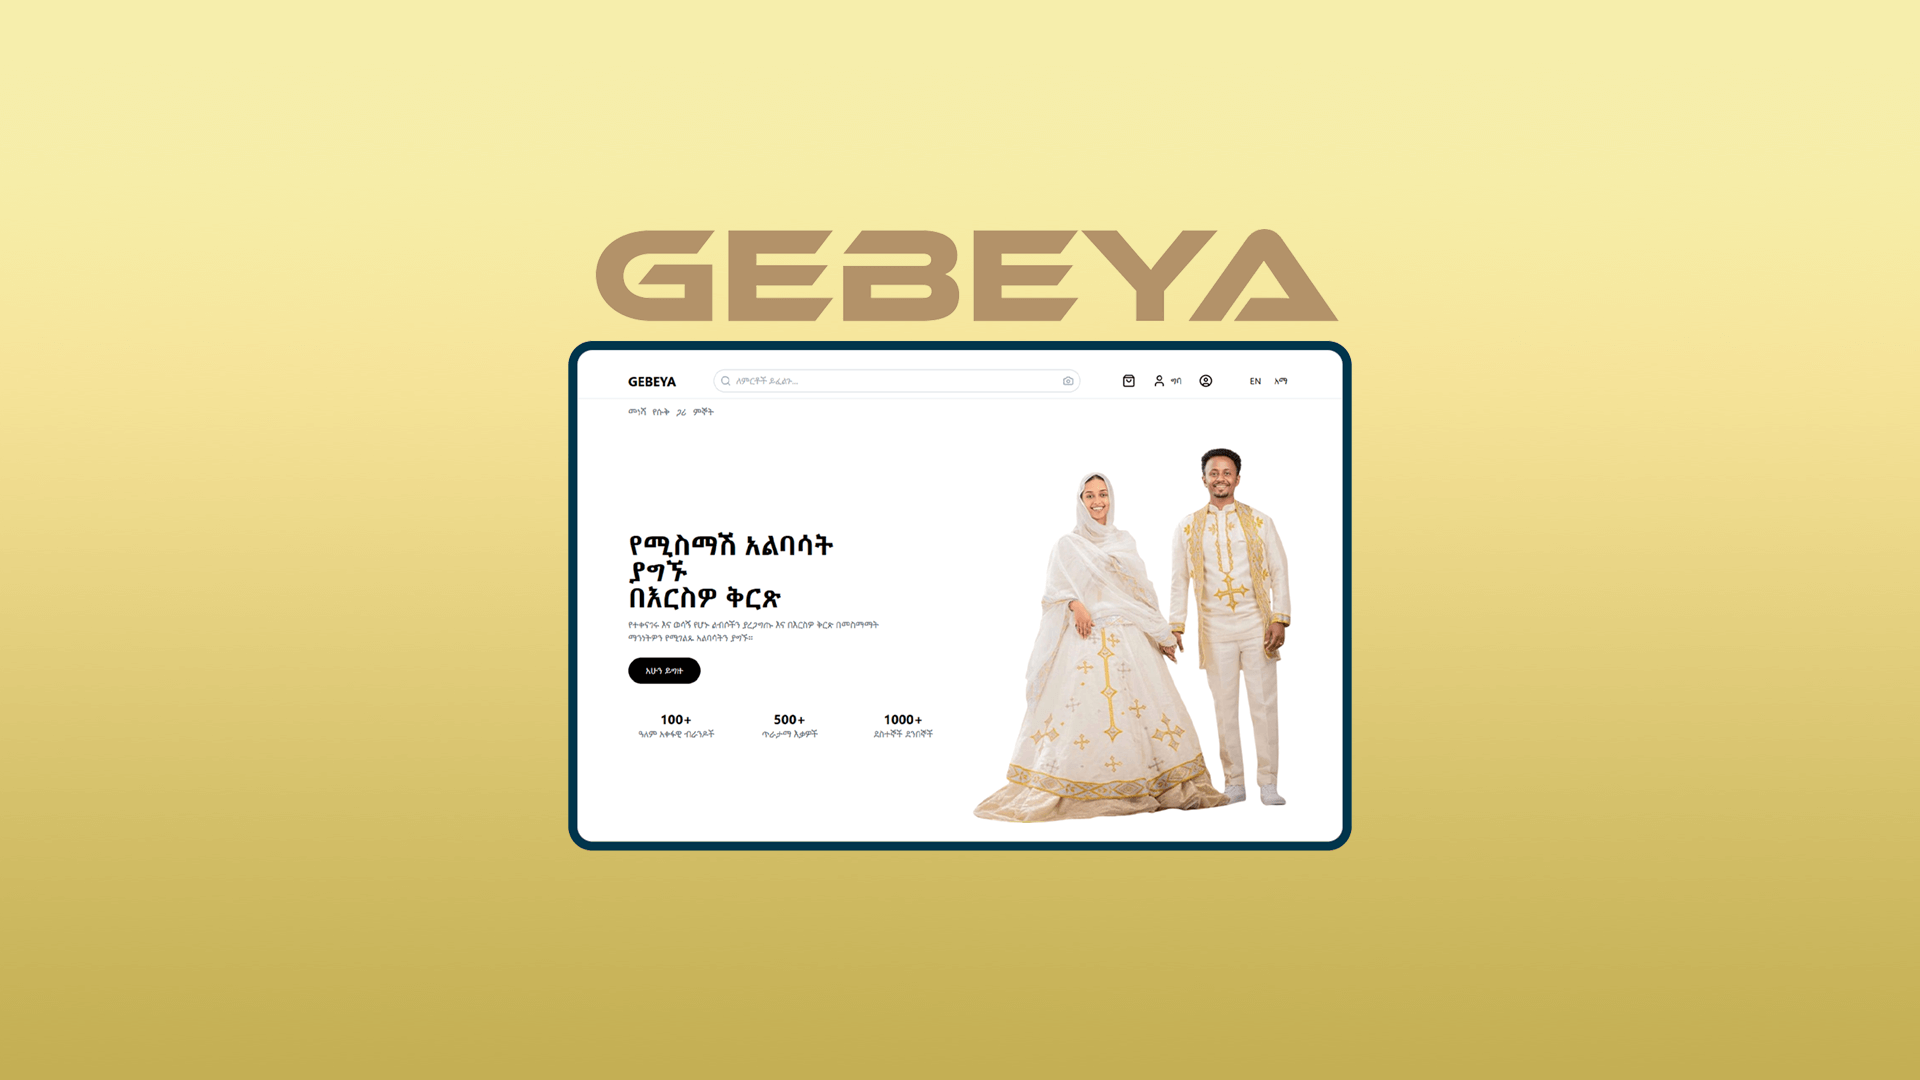 GEBEYA
GEBEYA
ለምርቶች ይፈልጉ...
ግባ
EN
አማ
መነሻ የሱቅ ጋሪ ምኞት
የሚስማሽ አልባሳት
ያግኙ
በእርስዎ ቅርጽ
የተቀናጉሩ እና ወሳኝ የሆኑ ልብሶችን ያረጋግጡ እና በእርስዎ ቅርጽ በመስማማት
ማንነትዎን የሚገልጹ አልባሳትን ያግኙ።
አሁን ይግዙ
100+
500+
1000+
ዓለም አቀፋዊ ብራንዶች
ጥራታማ እቃዎች
ደስተኞች ደንበኞች